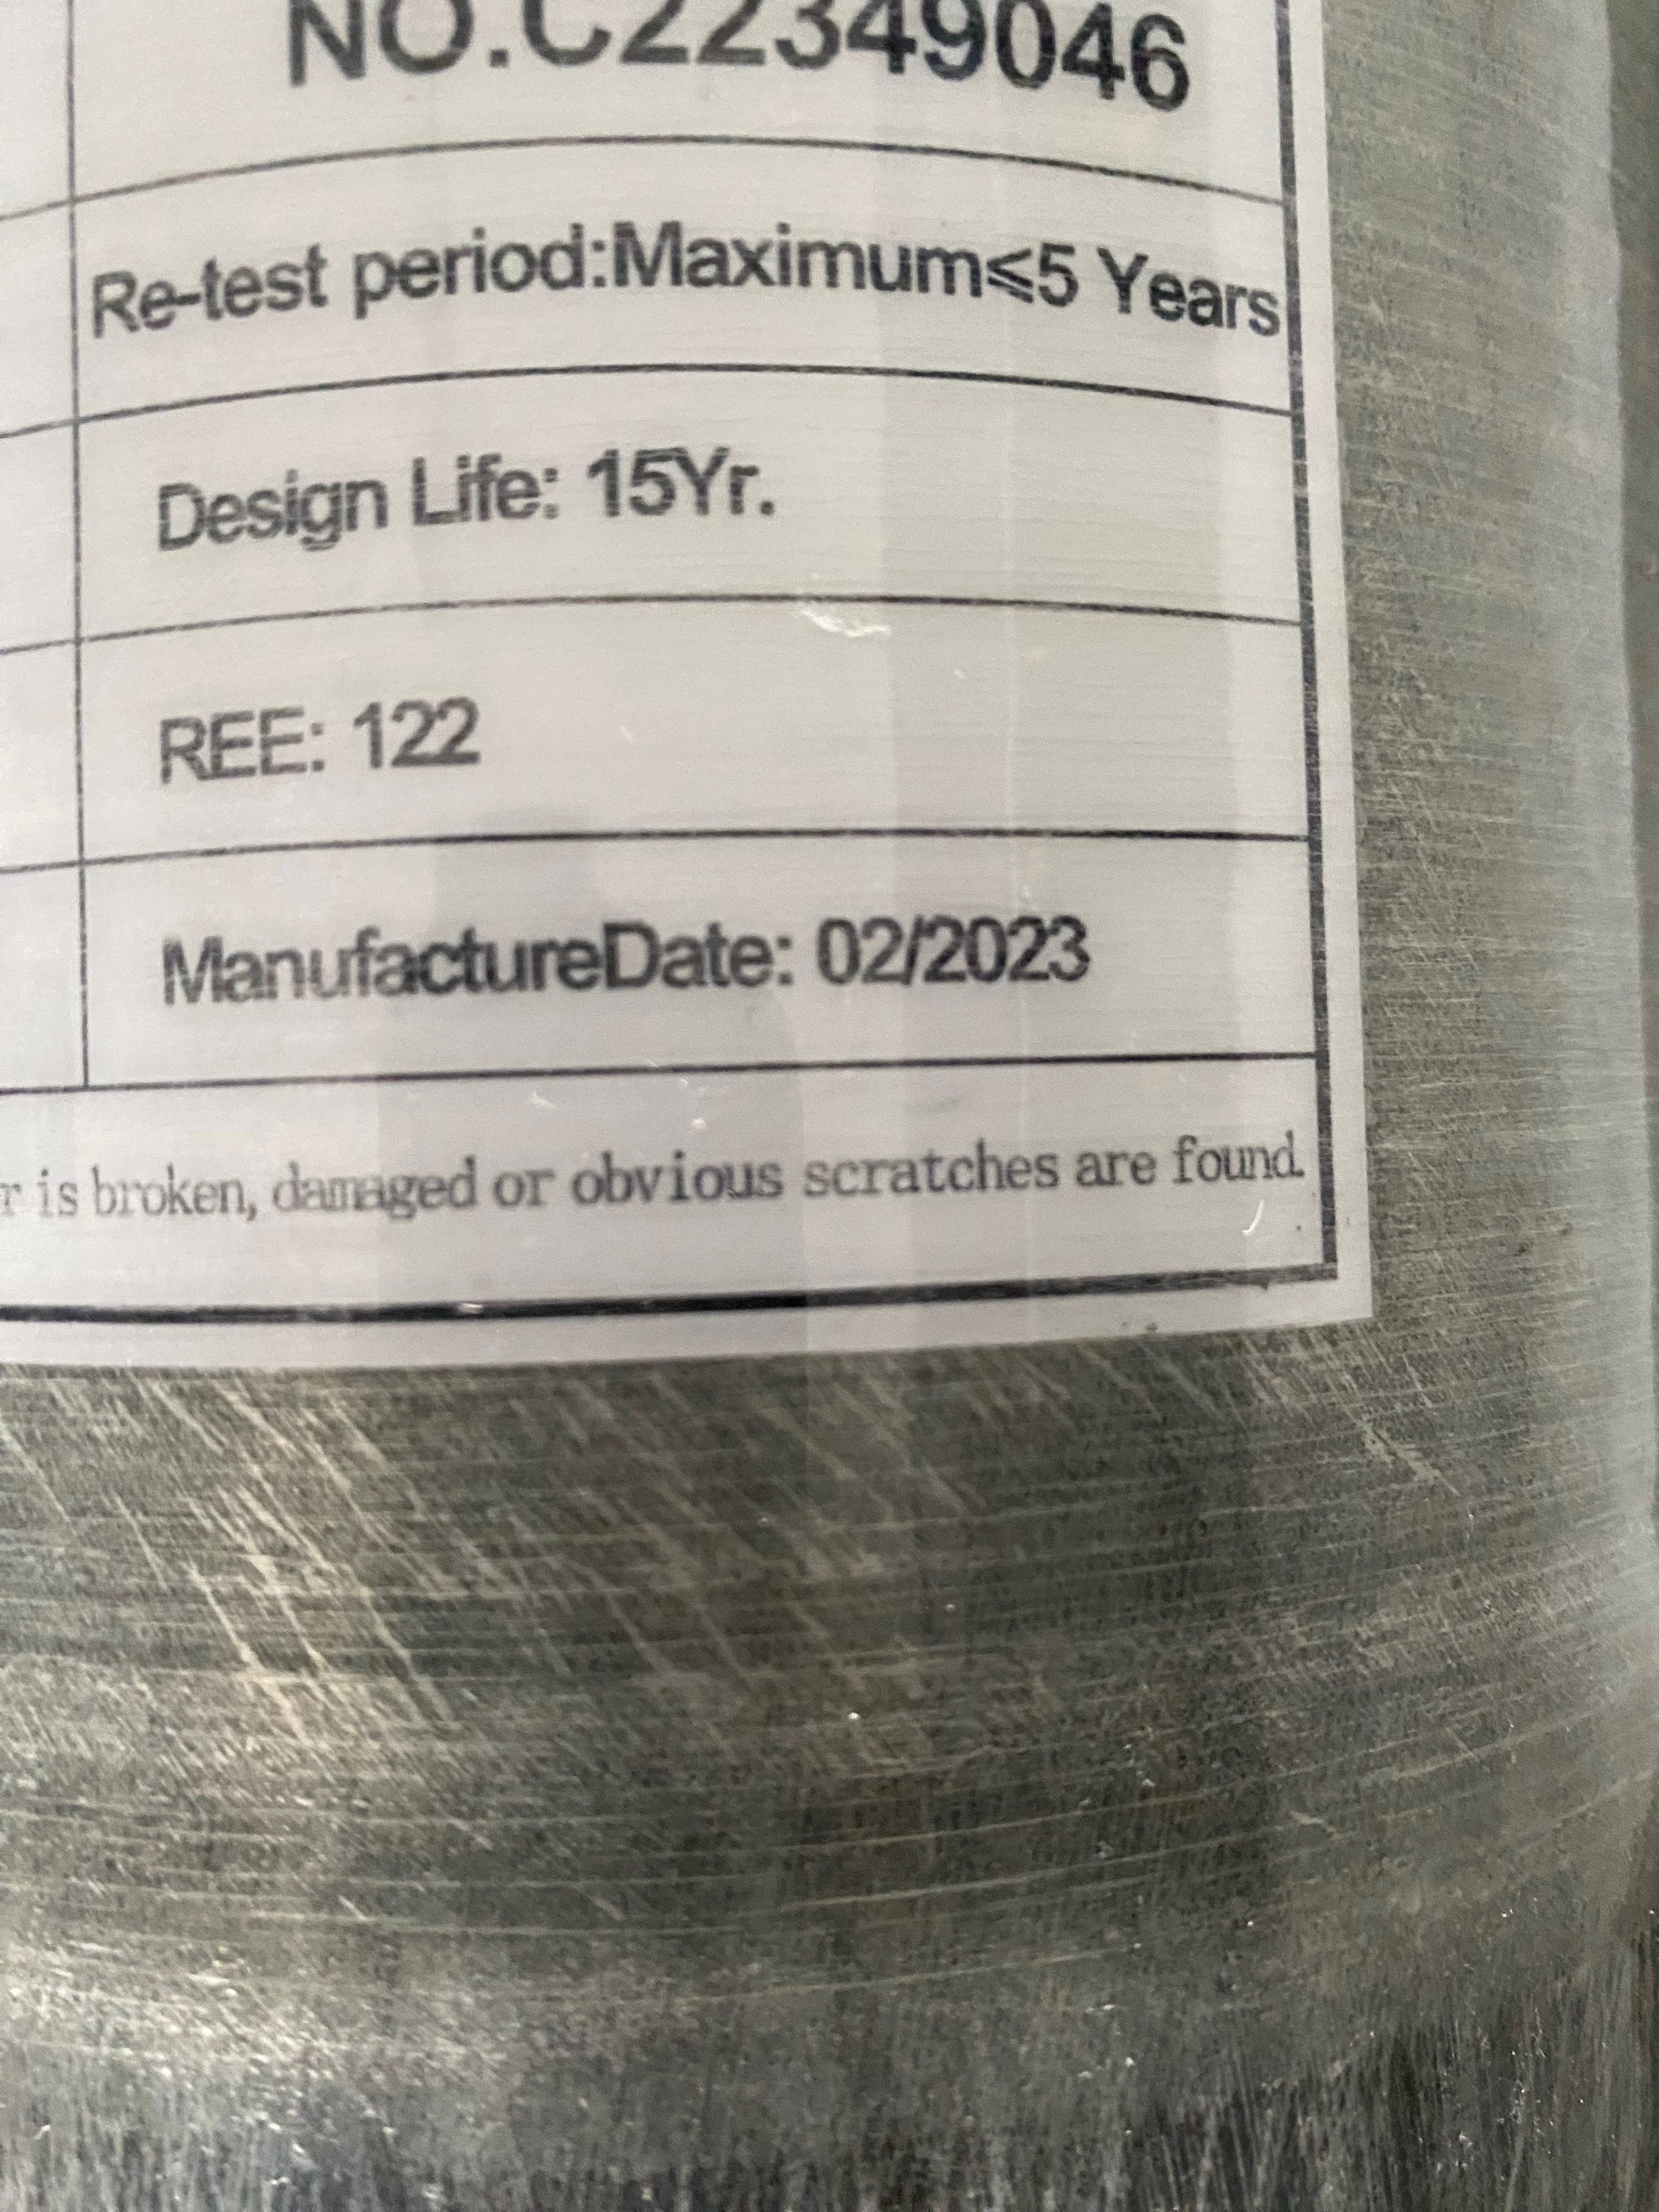 NO.C22349046
Re-test period:Maximum≤5 Years
Design Life: 15Yr.
REE: 122
ManufactureDate: 02/2023
is broken, damaged or obvious scratches are found.